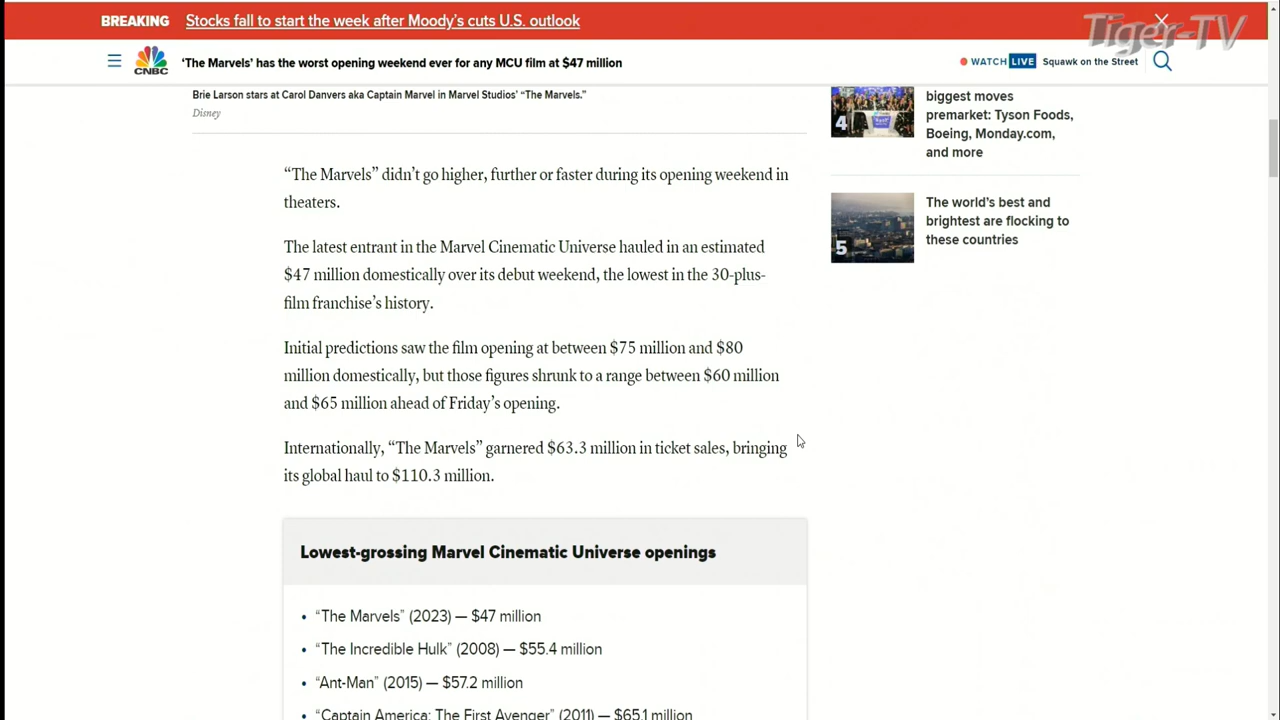 BREAKING Stocks fall to start the week after Moody's cuts U.S. outlook
Tiger-TV
CNBC
‘The Marvels’ has the worst opening weekend ever for any MCU film at $47 million
WATCH LIVE Squawk on the Street
Brie Larson stars at Carol Danvers aka Captain Marvel in Marvel Studios' “The Marvels.”
Disney
“The Marvels” didn’t go higher, further or faster during its opening weekend in
theaters.
The latest entrant in the Marvel Cinematic Universe hauled in an estimated
$47 million domestically over its debut weekend, the lowest in the 30-plus-
film franchise’s history.
Initial predictions saw the film opening at between $75 million and $80
million domestically, but those figures shrunk to a range between $60 million
and $65 million ahead of Friday’s opening.
Internationally, “The Marvels” garnered $63.3 million in ticket sales, bringing
its global haul to $110.3 million.
Lowest-grossing Marvel Cinematic Universe openings
• “The Marvels” (2023) — $47 million
• “The Incredible Hulk” (2008) — $55.4 million
• “Ant-Man” (2015) — $57.2 million
• “Captain America: The First Avenger” (2011) — $65.1 million
4
biggest moves
premarket: Tyson Foods,
Boeing, Monday.com,
and more
5
The world’s best and
brightest are flocking to
these countries